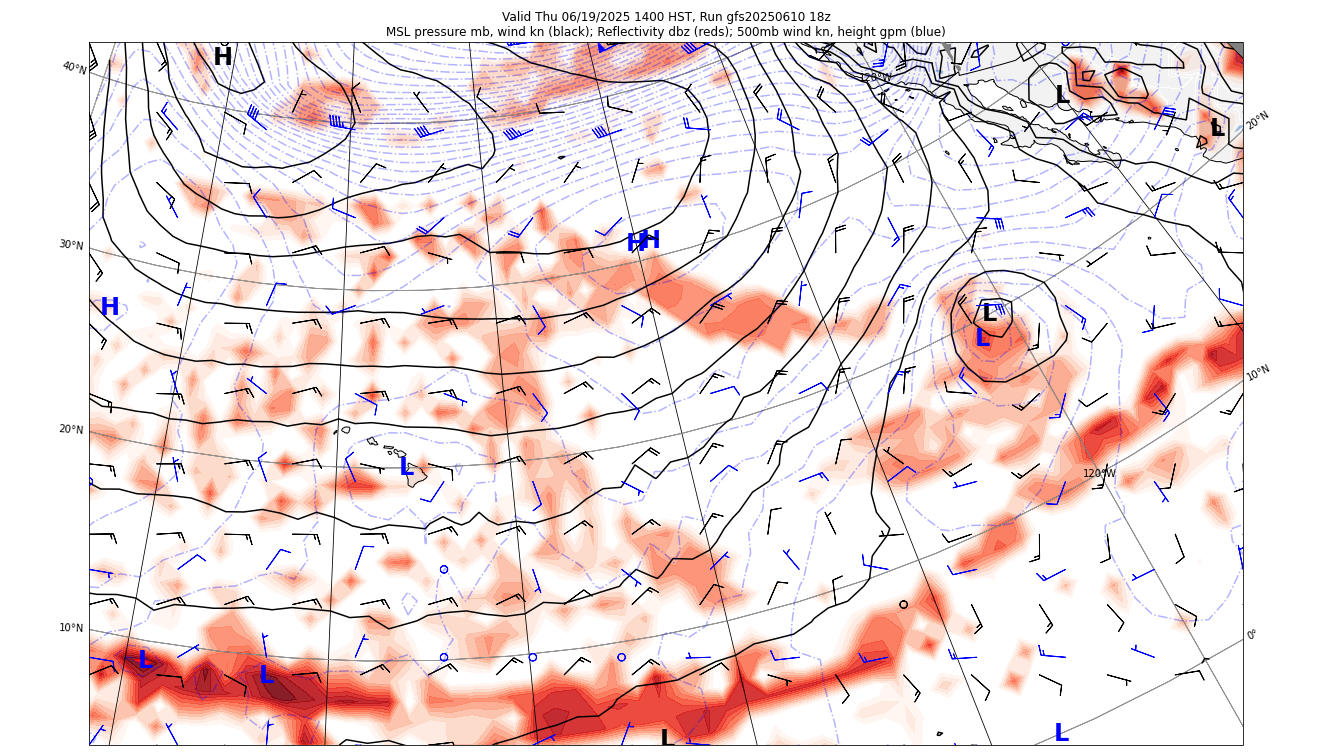 Valid Thu 06/19/2025 1400 HST, Run gfs20250610 18z
MSL pressure mb, wind kn (black); Reflectivity dbz (reds); 500mb wind kn, height gpm (blue)
H
L
40°N
120°W
L
L
20°N
30°N
H
H
H
L
L
10°N
20°N
L
120°W
10°N
0°
L
L
L
L